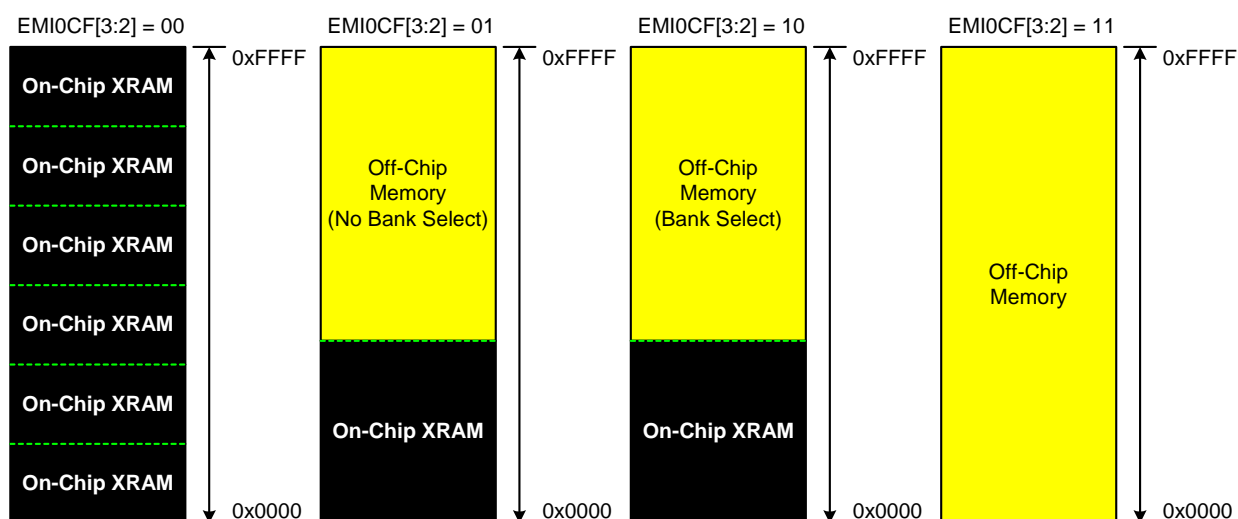 EMI0CF[3:2] = 00
0xFFFF
On-Chip XRAM
On-Chip XRAM
On-Chip XRAM
On-Chip XRAM
On-Chip XRAM
On-Chip XRAM
0x0000
EMI0CF[3:2] = 01
0xFFFF
Off-Chip
Memory
(No Bank Select)
On-Chip XRAM
0x0000
EMI0CF[3:2] = 10
0xFFFF
Off-Chip
Memory
(Bank Select)
On-Chip XRAM
0x0000
EMI0CF[3:2] = 11
0xFFFF
Off-Chip
Memory
0x0000